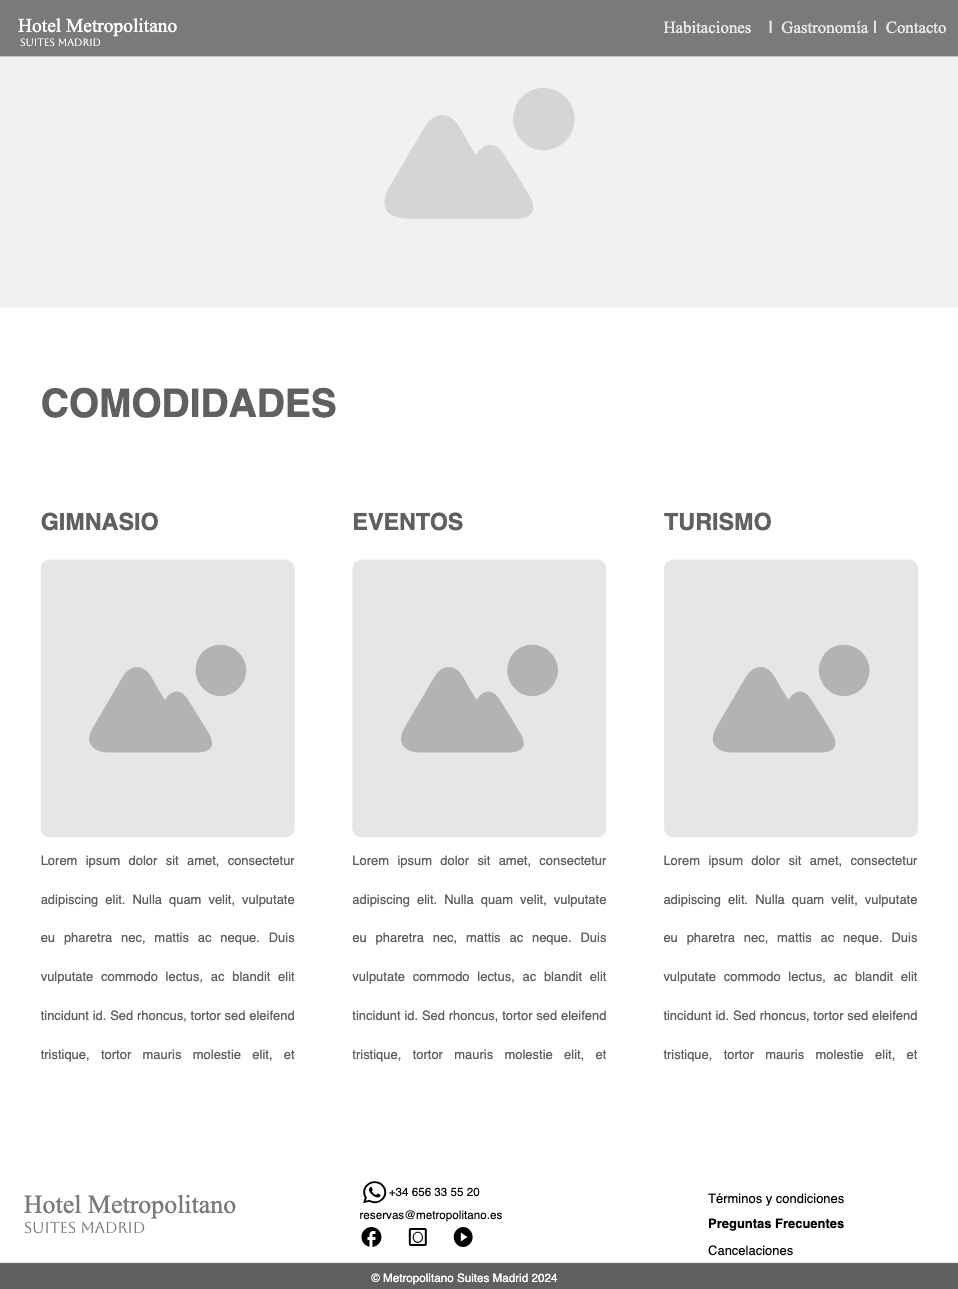 Hotel Metropolitano
SUITES MADRID
Habitaciones | Gastronomía | Contacto
COMODIDADES
GIMNASIO
Lorem ipsum dolor sit amet, consectetur
adipiscing elit. Nulla quam velit, vulputate
eu pharetra nec, mattis ac neque. Duis
vulputate commodo lectus, ac blandit elit
tincidunt id. Sed rhoncus, tortor sed eleifend
tristique, tortor mauris molestie elit, et
EVENTOS
Lorem ipsum dolor sit amet, consectetur
adipiscing elit. Nulla quam velit, vulputate
eu pharetra nec, mattis ac neque. Duis
vulputate commodo lectus, ac blandit elit
tincidunt id. Sed rhoncus, tortor sed eleifend
tristique, tortor mauris molestie elit, et
TURISMO
Lorem ipsum dolor sit amet, consectetur
adipiscing elit. Nulla quam velit, vulputate
eu pharetra nec, mattis ac neque. Duis
vulputate commodo lectus, ac blandit elit
tincidunt id. Sed rhoncus, tortor sed eleifend
tristique, tortor mauris molestie elit, et
Hotel Metropolitano
SUITES MADRID
+34 656 33 55 20
reservas@metropolitano.es
Términos y condiciones
Preguntas Frecuentes
Cancelaciones
© Metropolitano Suites Madrid 2024